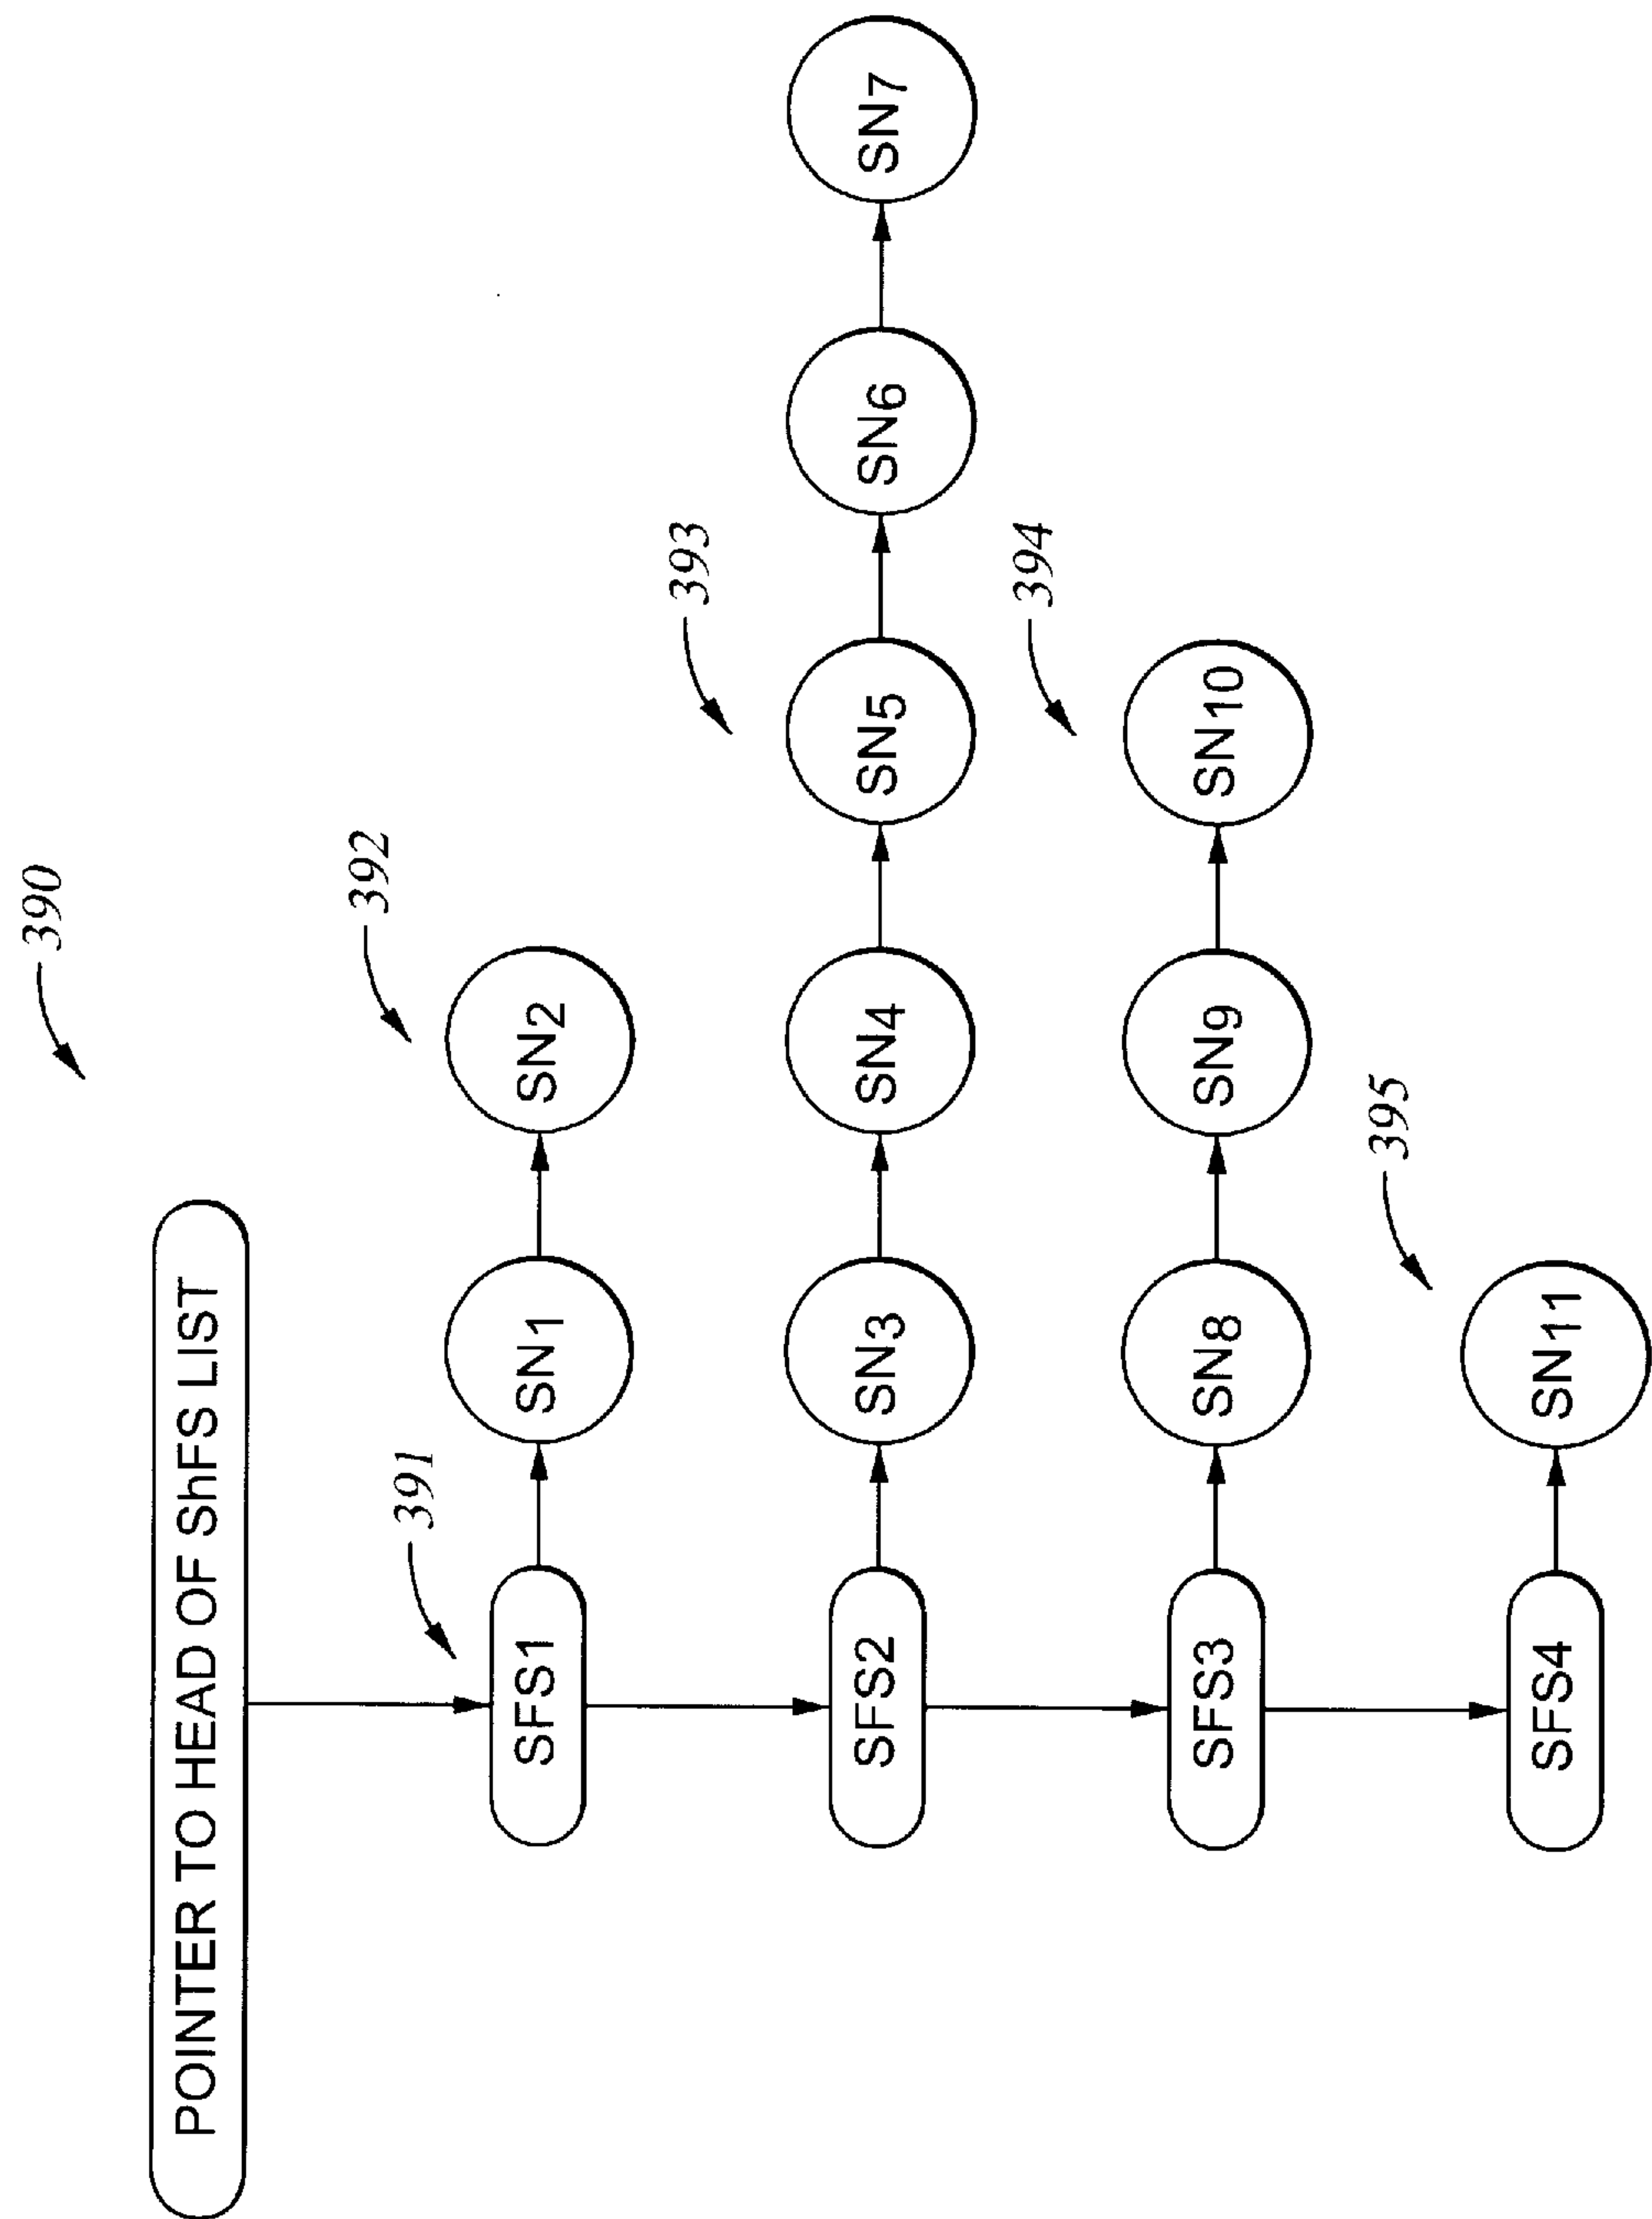 390
POINTER TO HEAD OF ShFS LIST
391
392
SFS1
SN1
SN2
393
SFS2
SN3
SN4
SN5
SN6
SN7
394
SFS3
SN8
SN9
SN10
395
SFS4
SN11